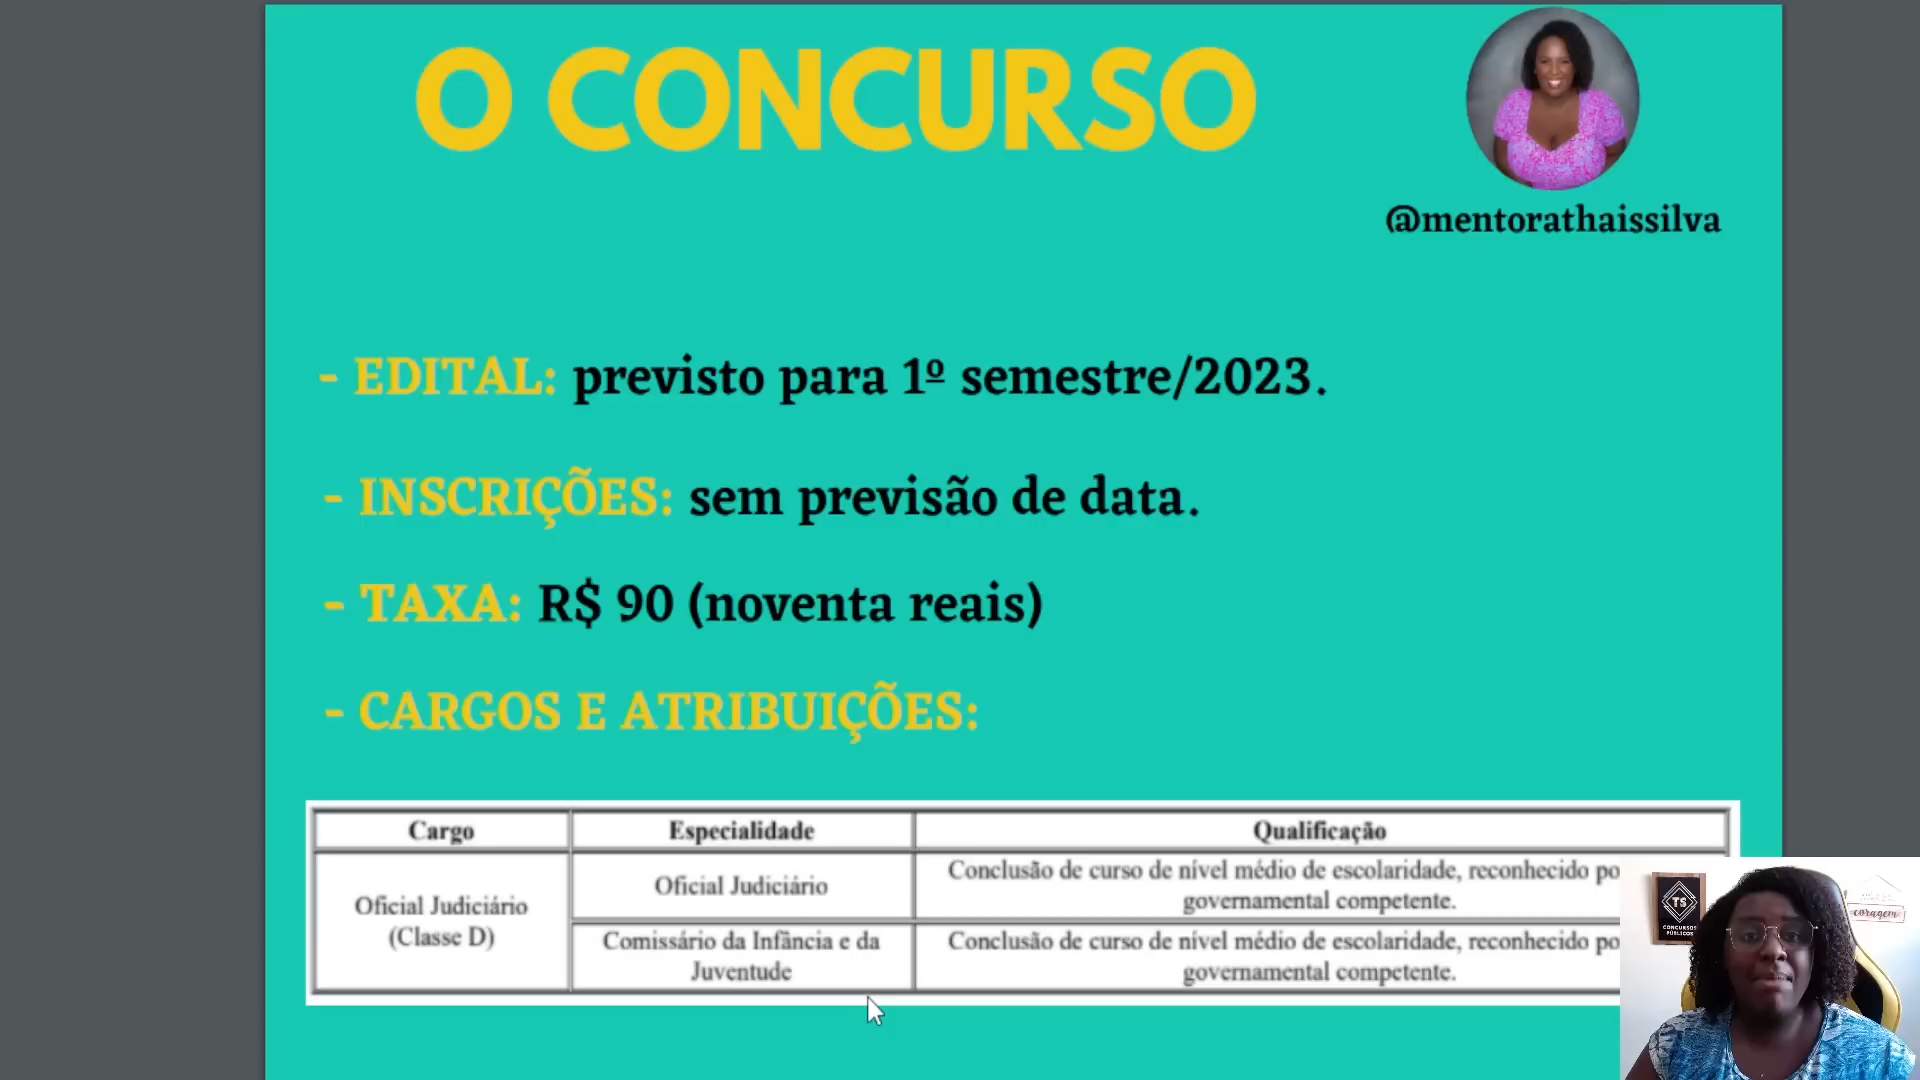 O CONCURSO
@mentorathaissilva
- EDITAL: previsto para 1º semestre/2023.
- INSCRIÇÕES: sem previsão de data.
- TAXA: R$ 90 (noventa reais)
- CARGOS E ATRIBUIÇÕES:
Cargo Especialidade Qualificação
Oficial Judiciário
(Classe D)
Oficial Judiciário
Conclusão de curso de nível médio de escolaridade, reconhecido po
governamental competente.
Comissário da Infância e da
Juventude
Conclusão de curso de nível médio de escolaridade, reconhecido po
governamental competente.
TS
CONCURSOS
PÚBLICOS
coragem